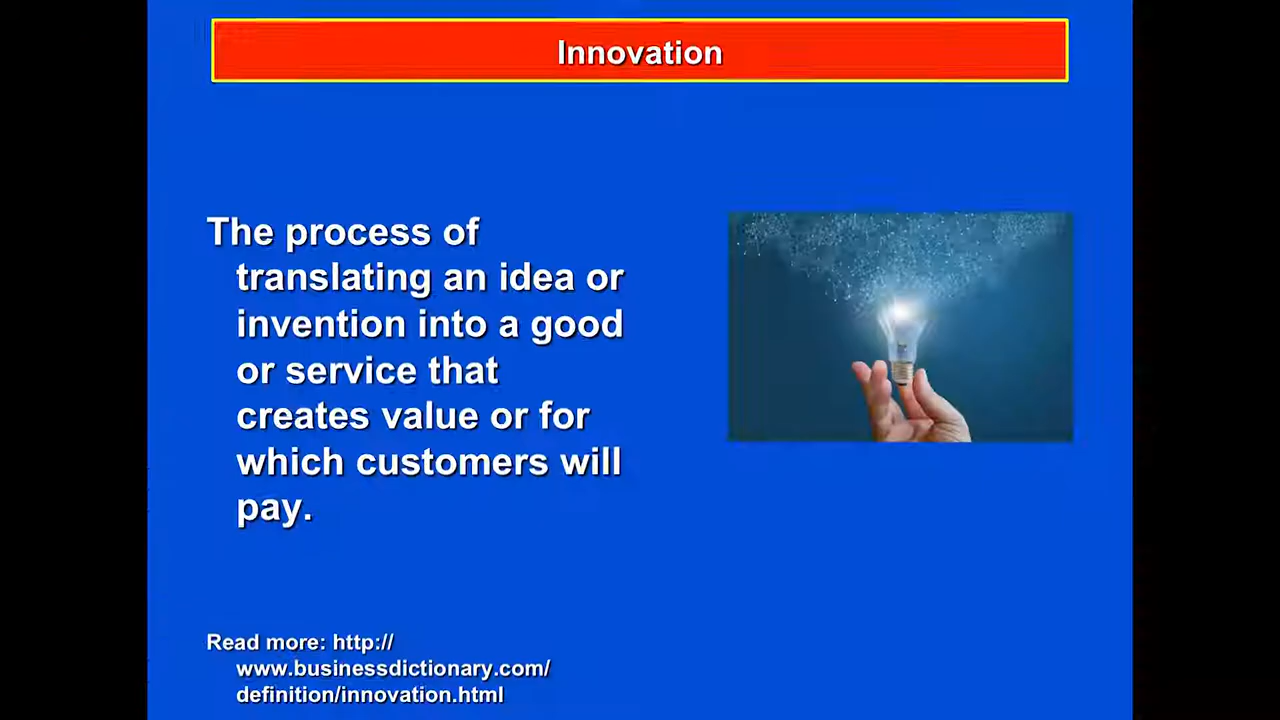 Innovation
The process of
translating an idea or
invention into a good
or service that
creates value or for
which customers will
pay.
Read more: http://
www.businessdictionary.com/
definition/innovation.html